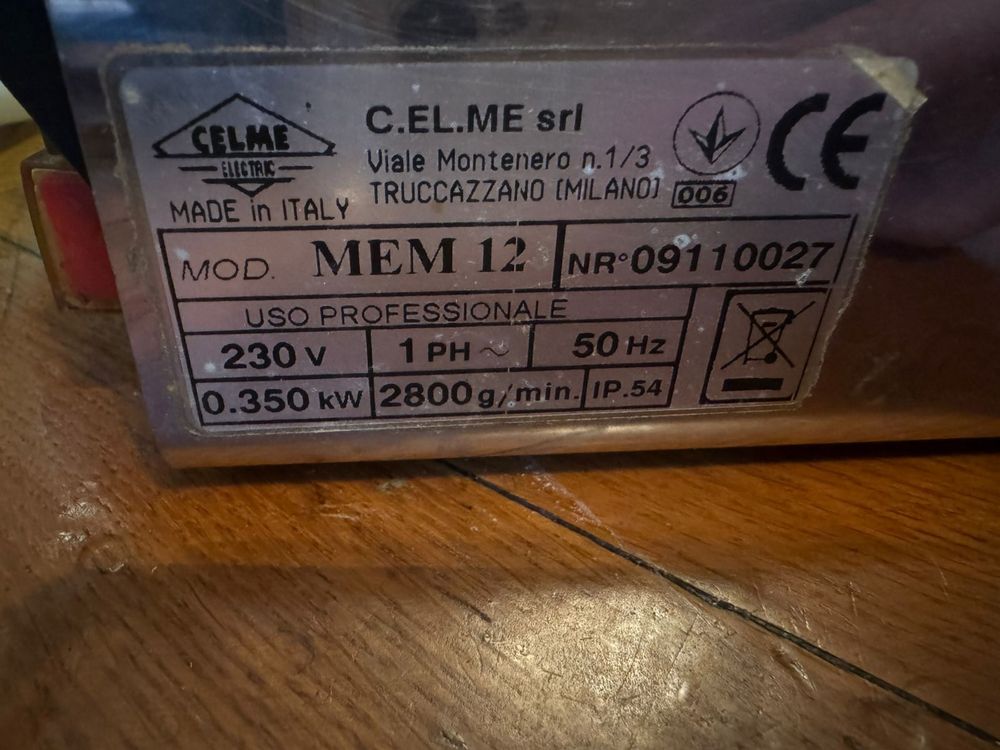 CELME
ELECTRIC
MADE in ITALY
C.EL.ME srl
Viale Montenero n.1/3
TRUCCAZZANO (MILANO)
006
CE
MOD. MEM 12 NR°09110027
USO PROFESSIONALE
230 V 1 PH ~ 50 Hz
0.350 kW 2800 g/min. IP.54